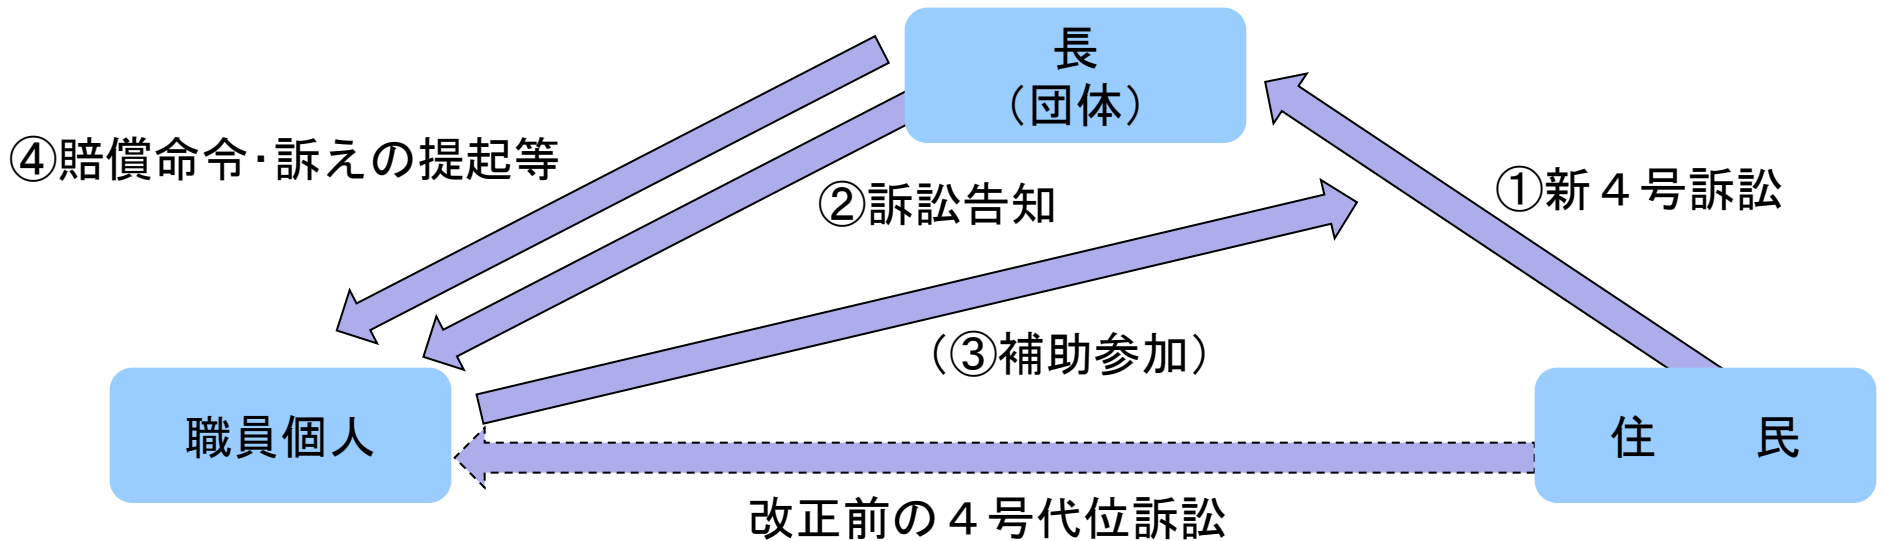 長
（団体）
④賠償命令･訴えの提起等
②訴訟告知
①新４号訴訟
（③補助参加）
職員個人
住　　民
改正前の４号代位訴訟